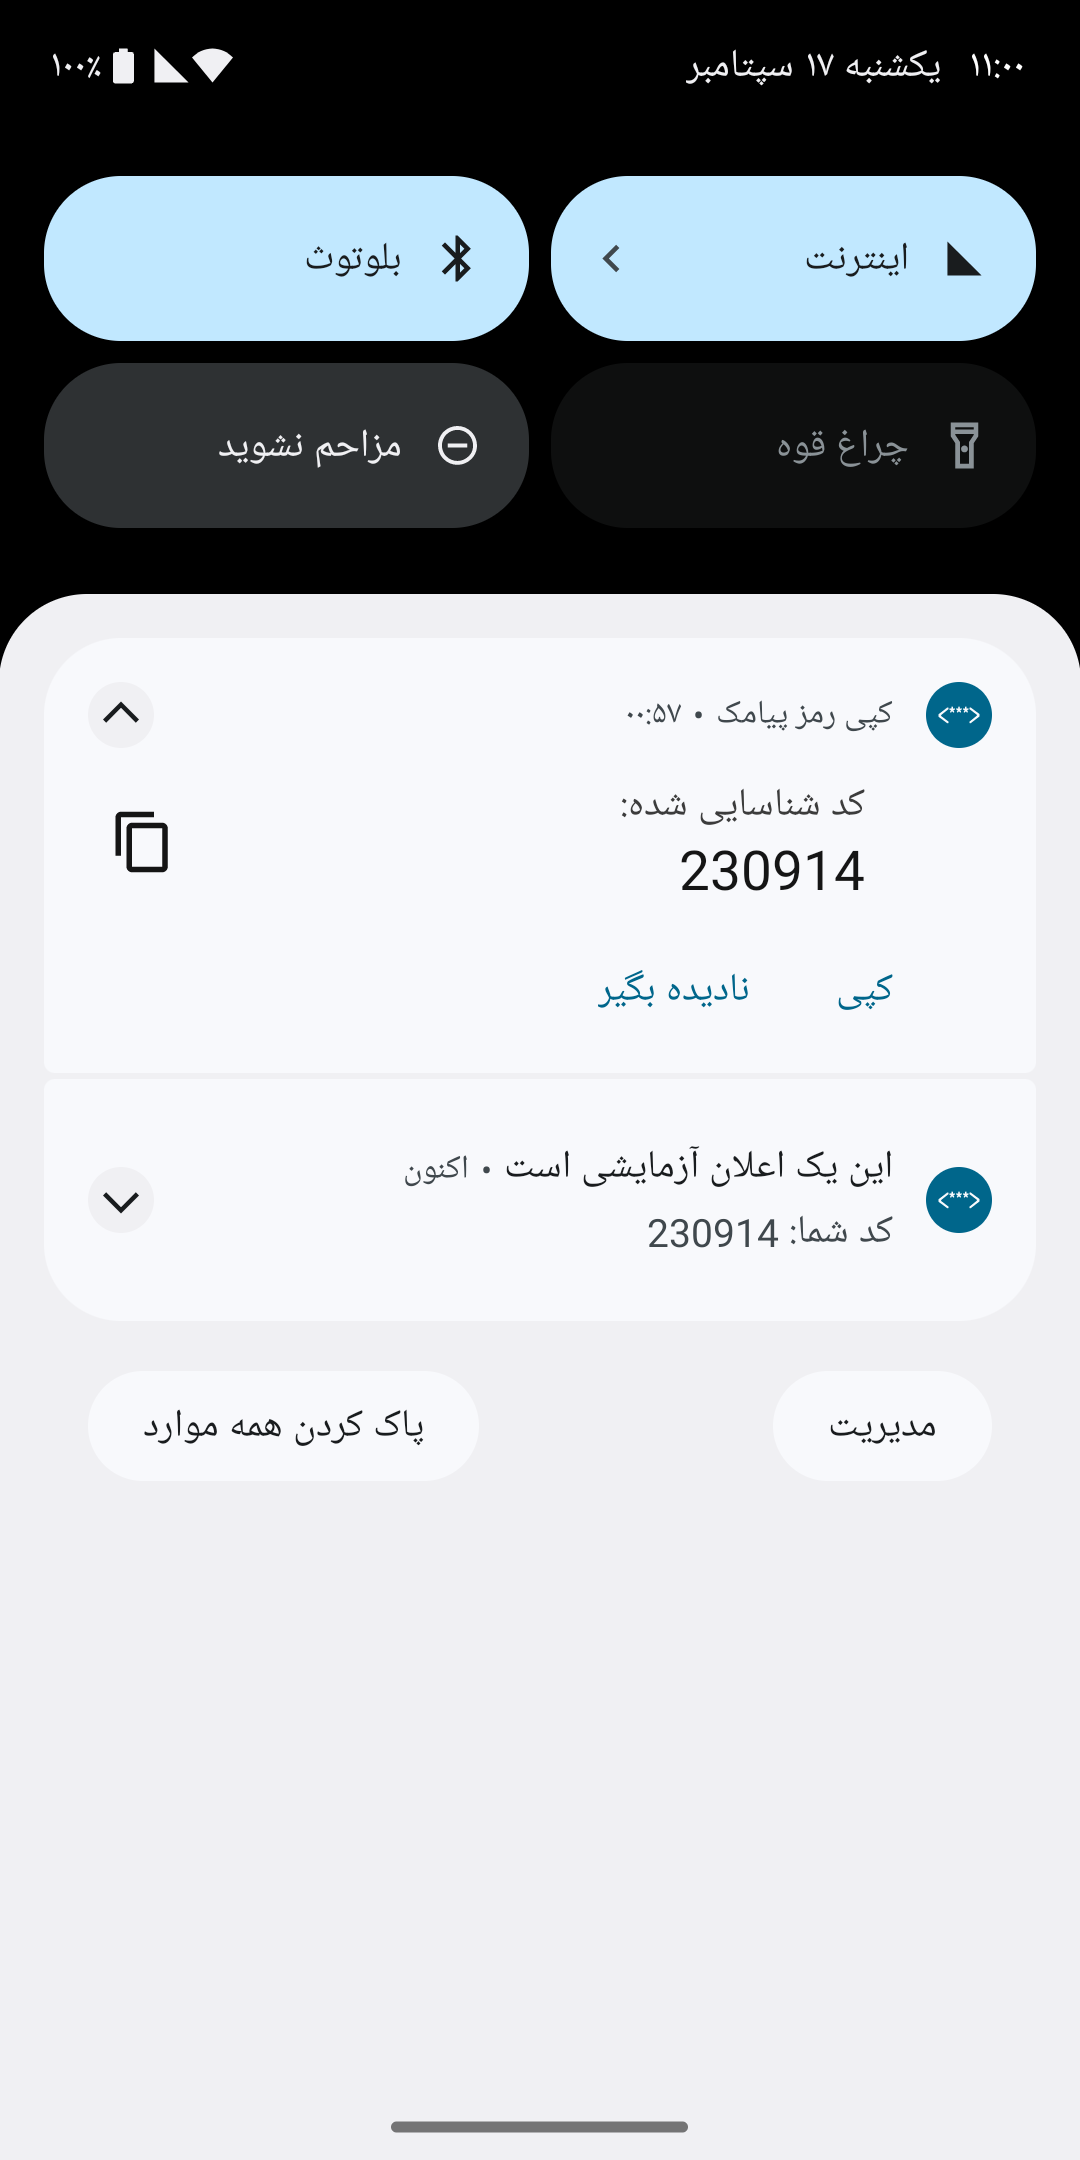 ۱۱:۰۰ یکشنبه ۱۷ سپتامبر ۱۰۰٪
اینترنت
بلوتوث
چراغ قوه
مزاحم نشوید
<***> کپی رمز پیامک • ۰۰:۵۷
کد شناسایی شده:
230914
کپی نادیده بگیر
<***> این یک اعلان آزمایشی است • اکنون
کد شما: 230914
مدیریت پاک کردن همه موارد